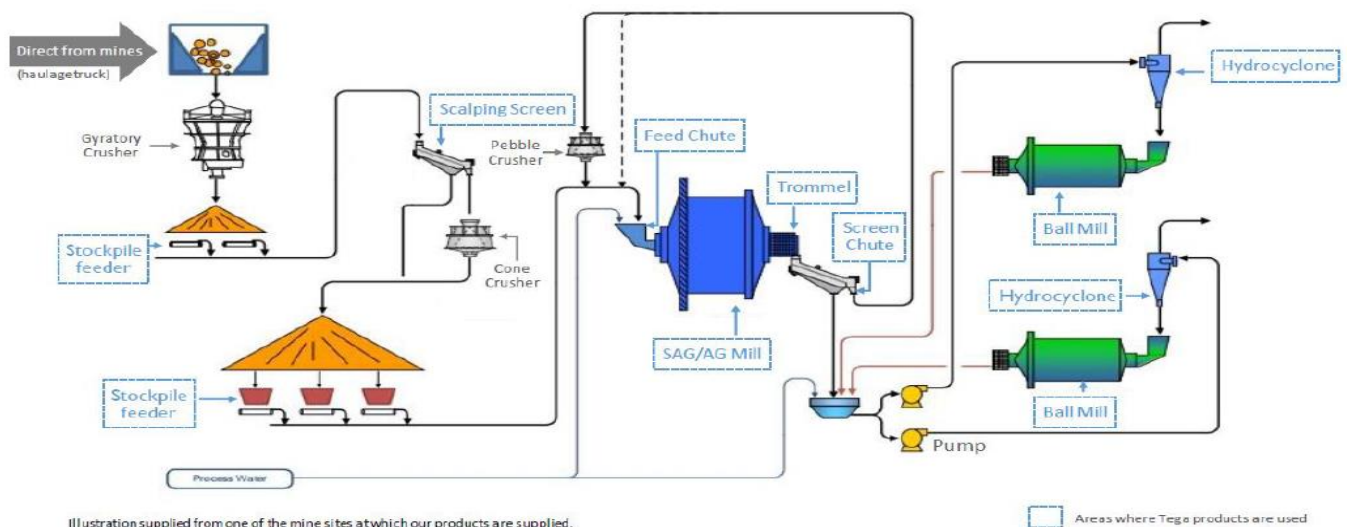 Direct from mines
(haulagetruck)
Gyratory
Crusher
Stockpile
feeder
Scalping Screen
Cone
Crusher
Pebble
Crusher
Feed Chute
Trommel
Screen
Chute
SAG/AG Mill
Hydrocyclone
Ball Mill
Hydrocyclone
Ball Mill
Pump
Stockpile
feeder
Process Water
Illustration supplied from one of the mine sites at which our products are supplied.
Areas where Tega products are used